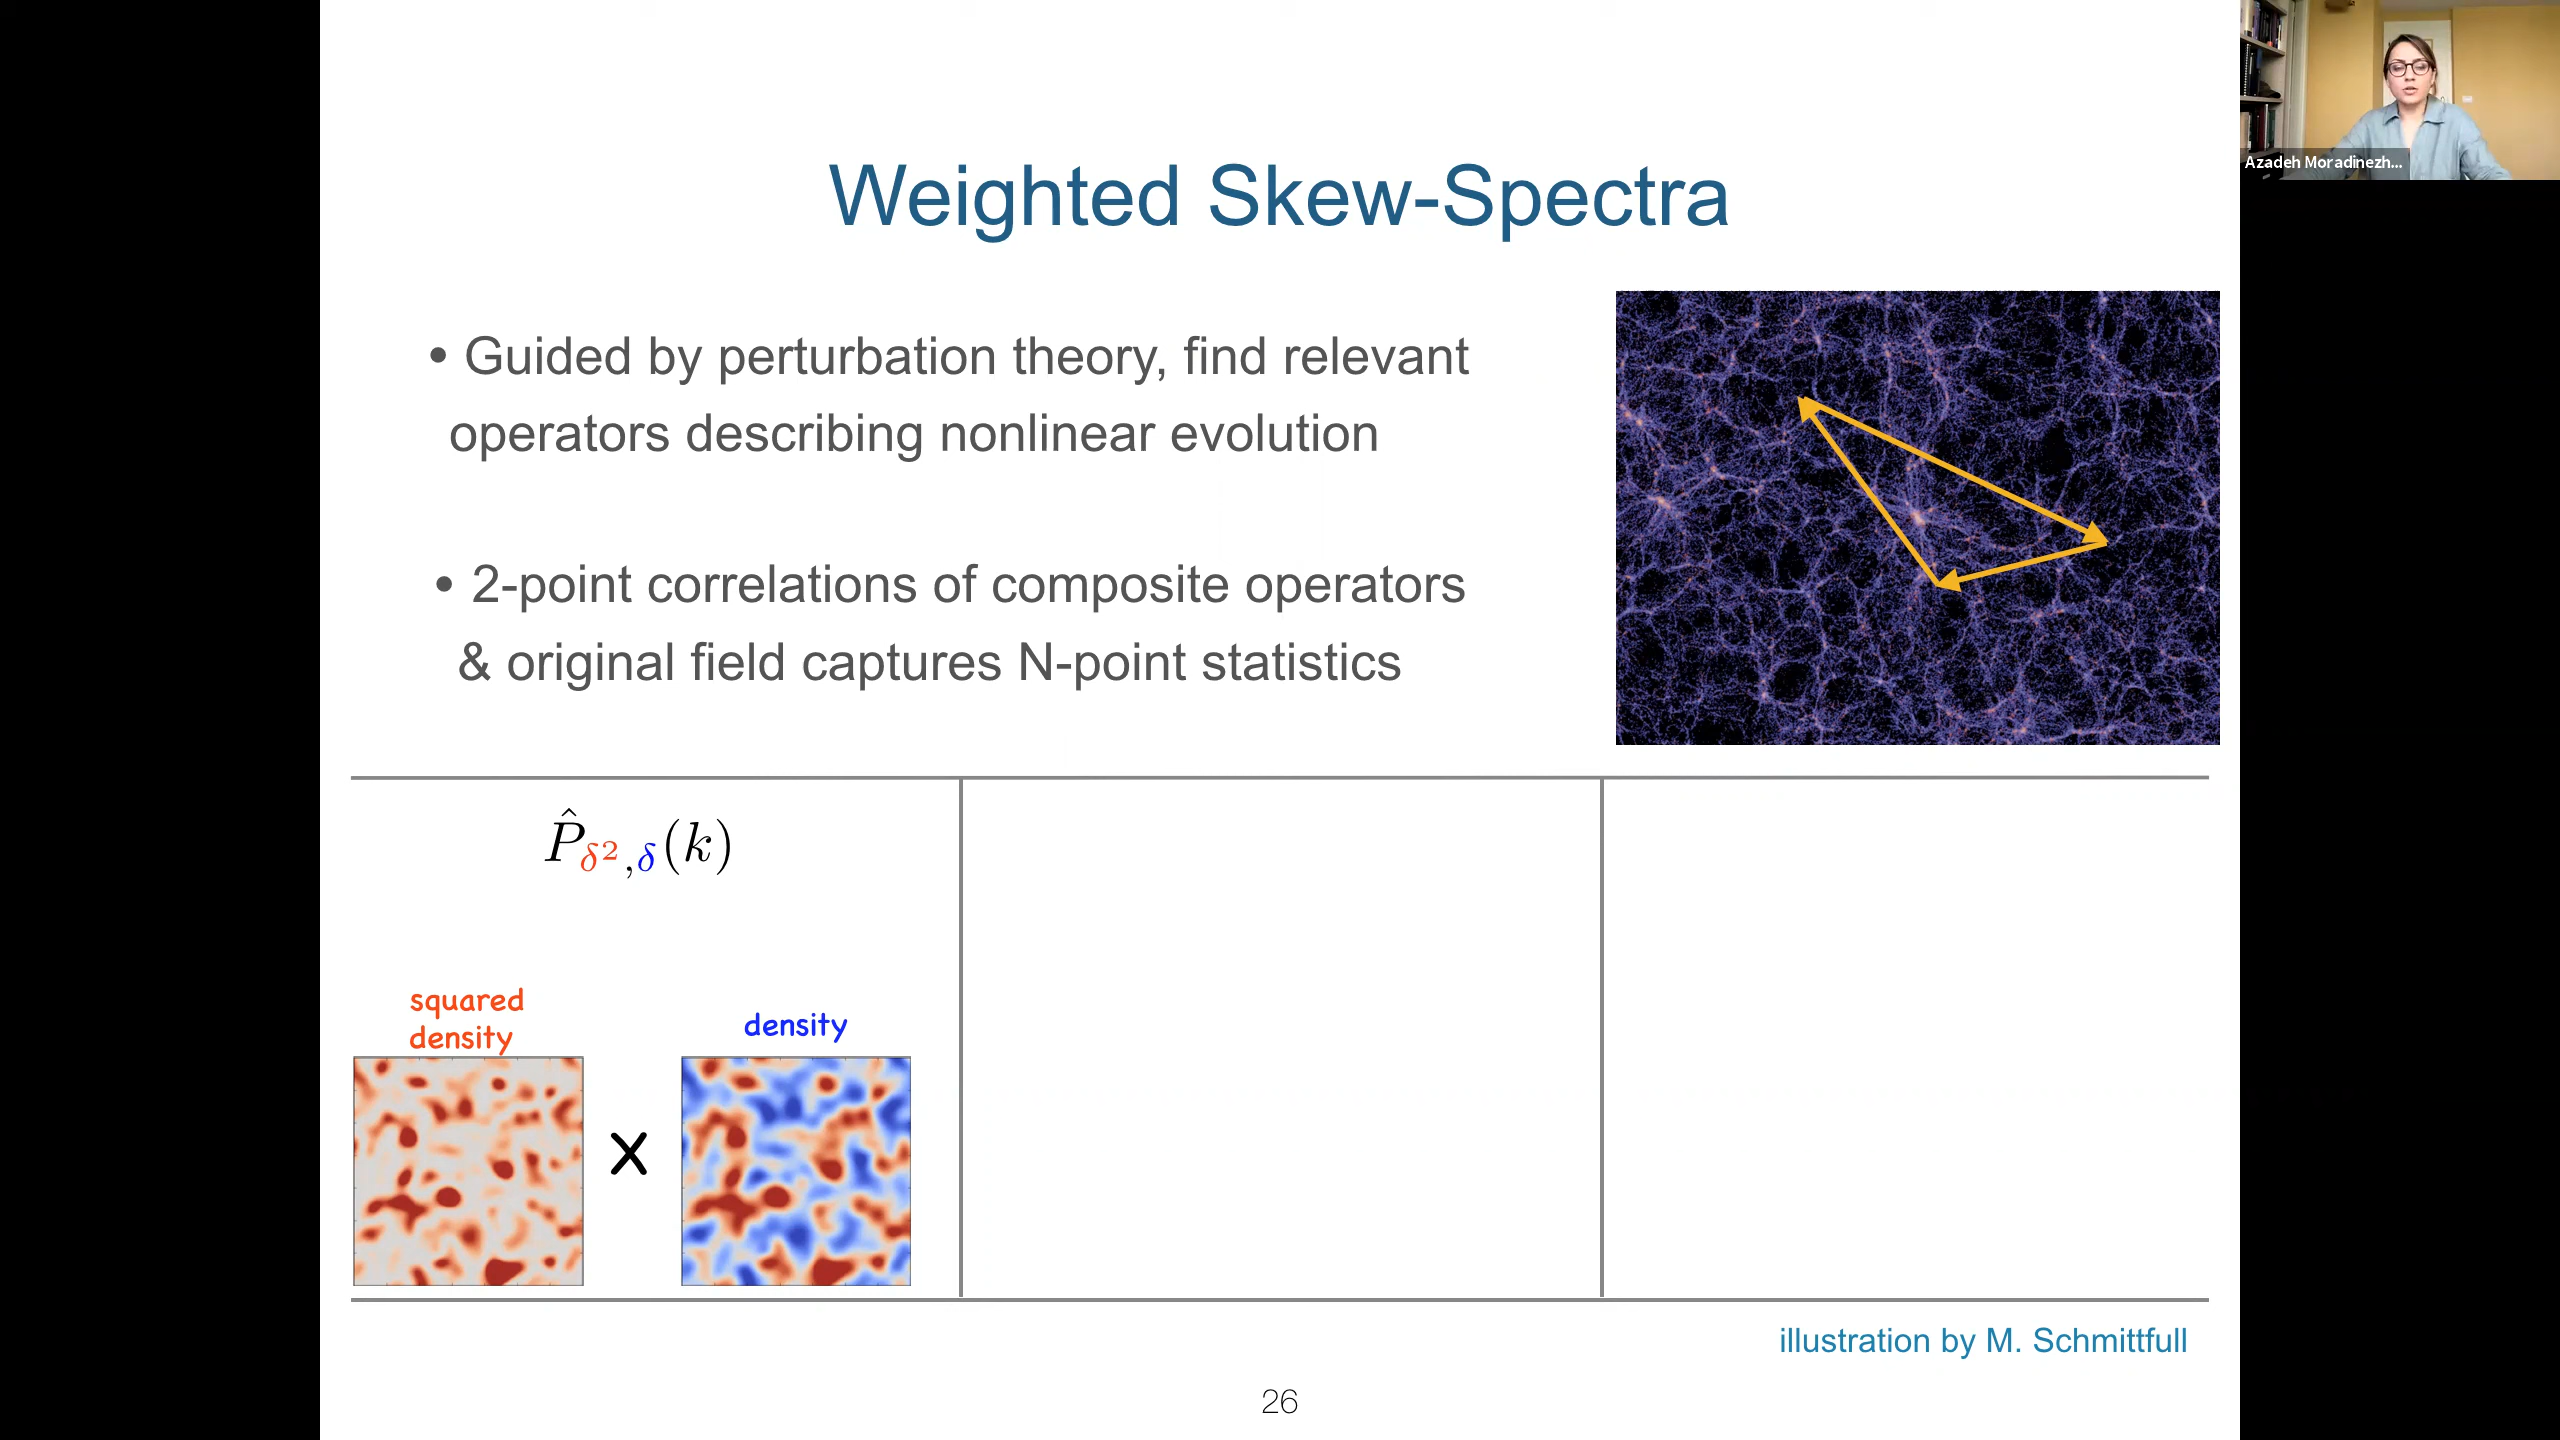 Azadeh Moradinezh...
Weighted Skew-Spectra
• Guided by perturbation theory, find relevant
operators describing nonlinear evolution
• 2-point correlations of composite operators
& original field captures N-point statistics
P̂_{δ²,δ}(k)
squared
density
density
X
illustration by M. Schmittfull
26